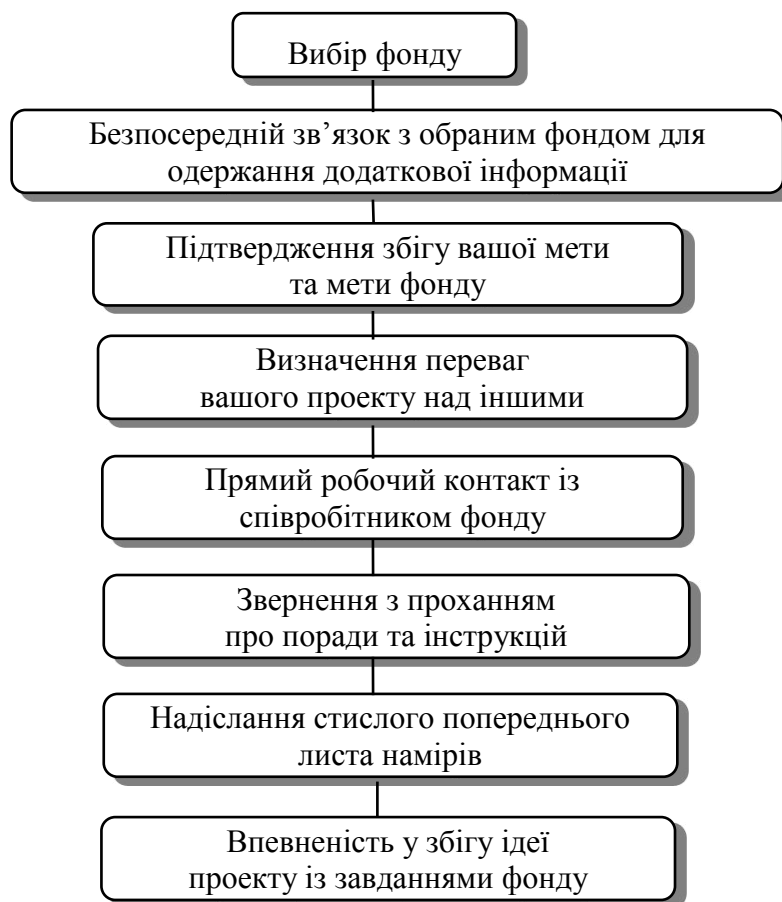 Вибір фонду
Безпосередній зв’язок з обраним фондом для
одержання додаткової інформації
Підтвердження збігу вашої мети
та мети фонду
Визначення переваг
вашого проекту над іншими
Прямий робочий контакт із
співробітником фонду
Звернення з проханням
про поради та інструкцій
Надіслання стислого попереднього
листа намірів
Впевненість у збігу ідеї
проекту із завданнями фонду